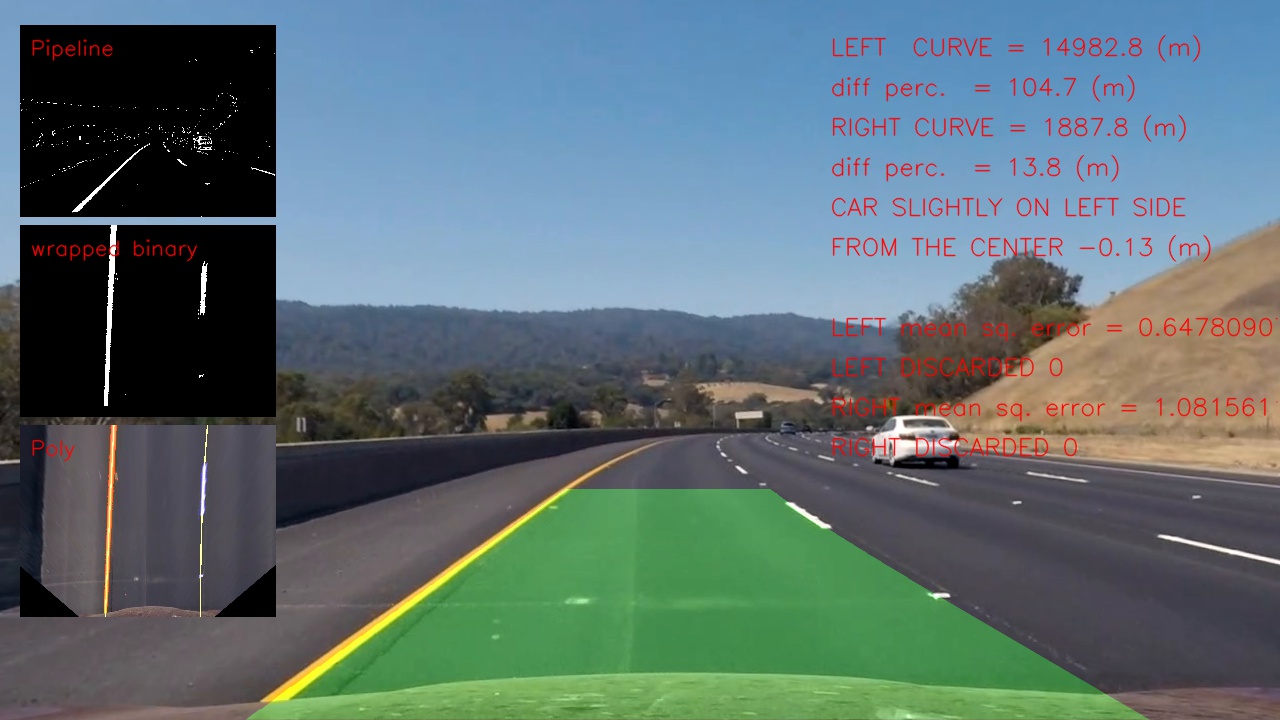 Pipeline
wrapped binary
Poly
LEFT CURVE = 14982.8 (m)
diff perc. = 104.7 (m)
RIGHT CURVE = 1887.8 (m)
diff perc. = 13.8 (m)
CAR SLIGHTLY ON LEFT SIDE
FROM THE CENTER -0.13 (m)
LEFT mean sq. error = 0.6478090
LEFT DISCARDED 0
RIGHT mean sq. error = 1.081561
RIGHT DISCARDED 0